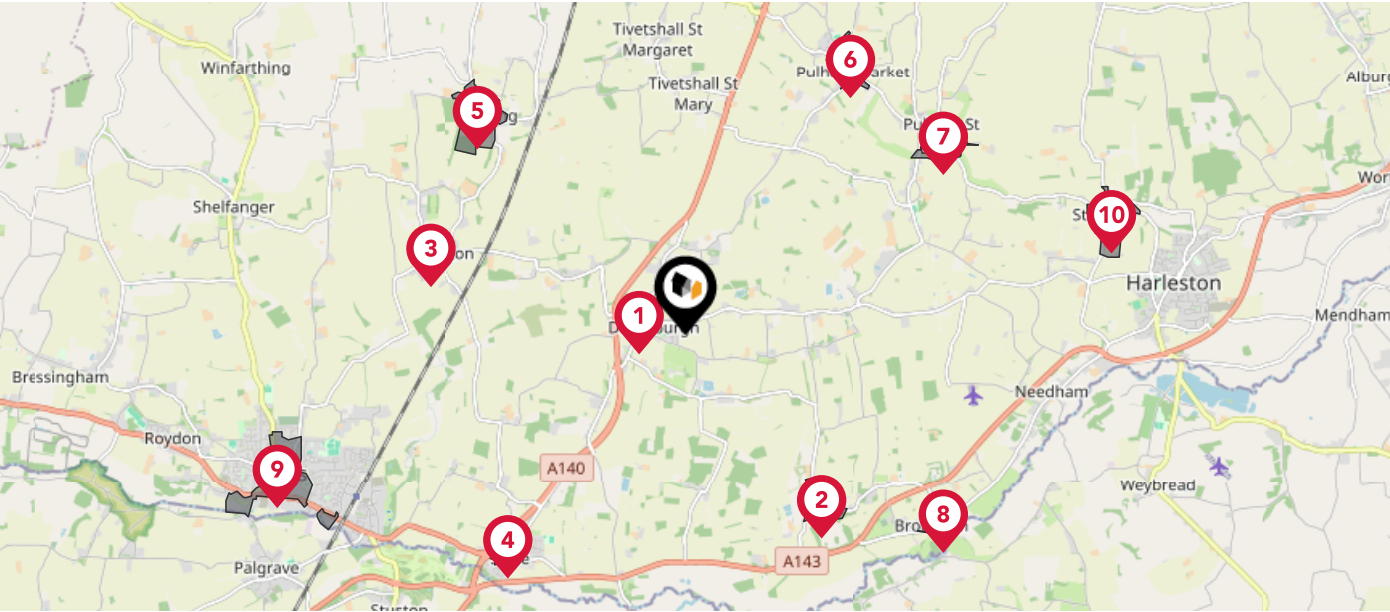 Tivetshall St
Margaret
Winfarthing
6
Tivetshall St
Mary
5
7
Shelfanger
10
3
Harleston
1
Mendham
Bressingham
Needham
Roydon
A140
9
Weybread
2
8
4
A143
Palgrave
Stuston